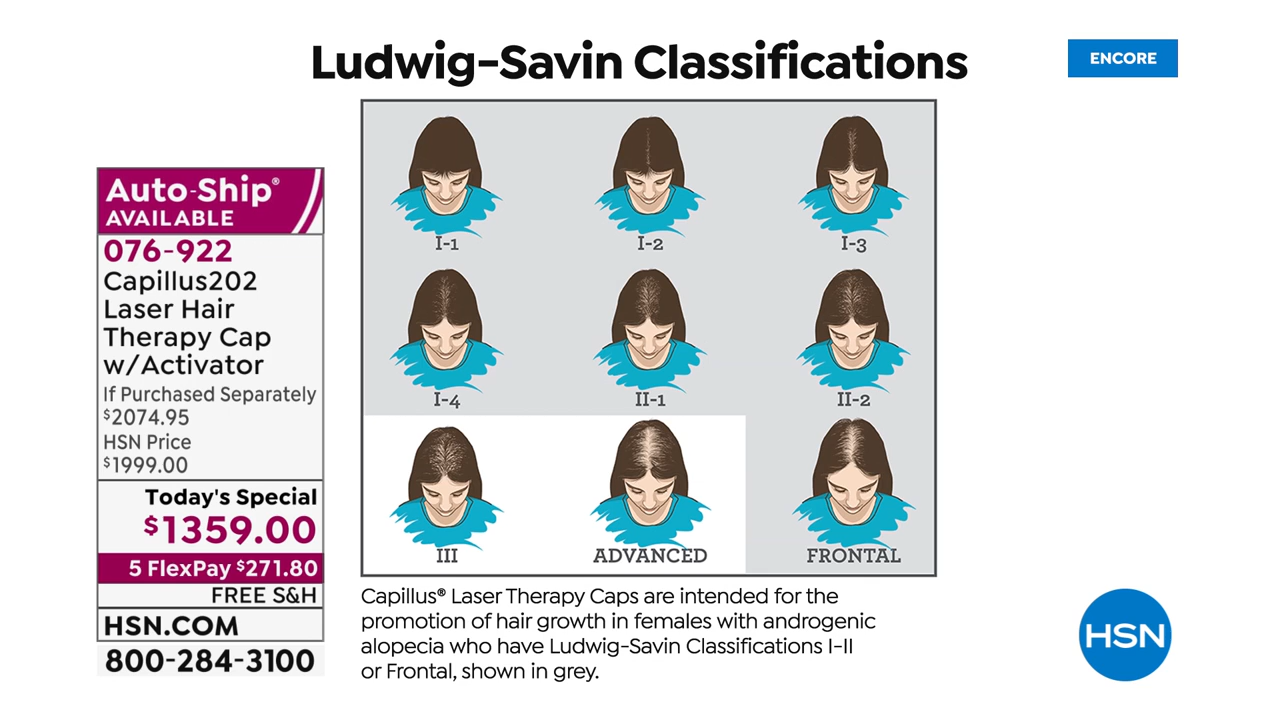 Ludwig-Savin Classifications
ENCORE
Auto-Ship®
AVAILABLE
076-922
Capillus202
Laser Hair
Therapy Cap
w/Activator
If Purchased Separately
$2074.95
HSN Price
$1999.00
Today's Special
$1359.00
5 FlexPay $271.80
FREE S&H
HSN.COM
800-284-3100
I-1
I-2
I-3
I-4
II-1
II-2
III
ADVANCED
FRONTAL
Capillus® Laser Therapy Caps are intended for the
promotion of hair growth in females with androgenic
alopecia who have Ludwig-Savin Classifications I-II
or Frontal, shown in grey.
HSN